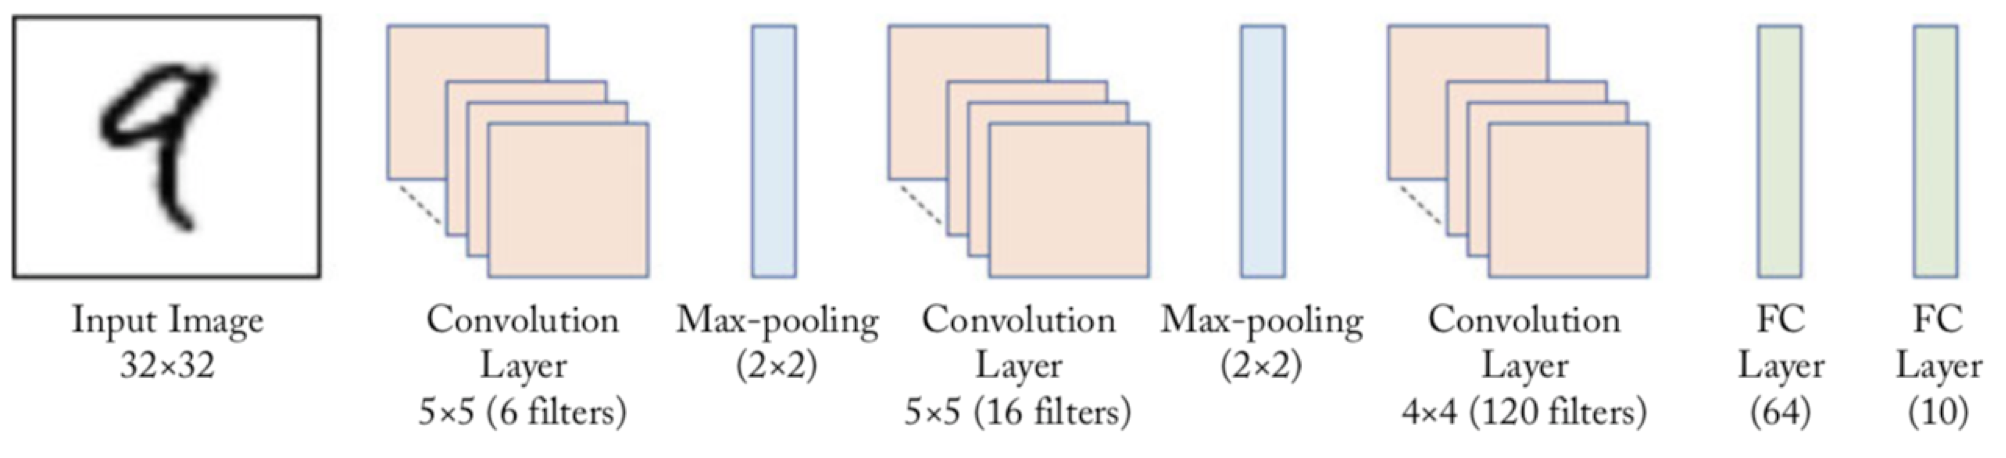 9
Input Image
32×32
Convolution
Layer
5×5 (6 filters)
Max-pooling
(2×2)
Convolution
Layer
5×5 (16 filters)
Max-pooling
(2×2)
Convolution
Layer
4×4 (120 filters)
FC
Layer
(64)
FC
Layer
(10)